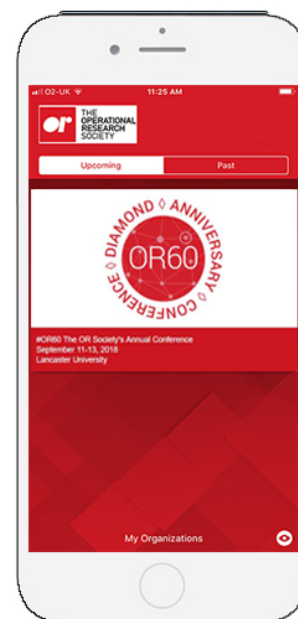 O2-UK
11:25 AM
or
THE
OPERATIONAL
RESEARCH
SOCIETY
Upcoming
Past
DIAMOND ◊ ANNIVERSARY ◊ CONFERENCE ◊
OR60
#OR60 The OR Society's Annual Conference
September 11-13, 2018
Lancaster University
My Organizations